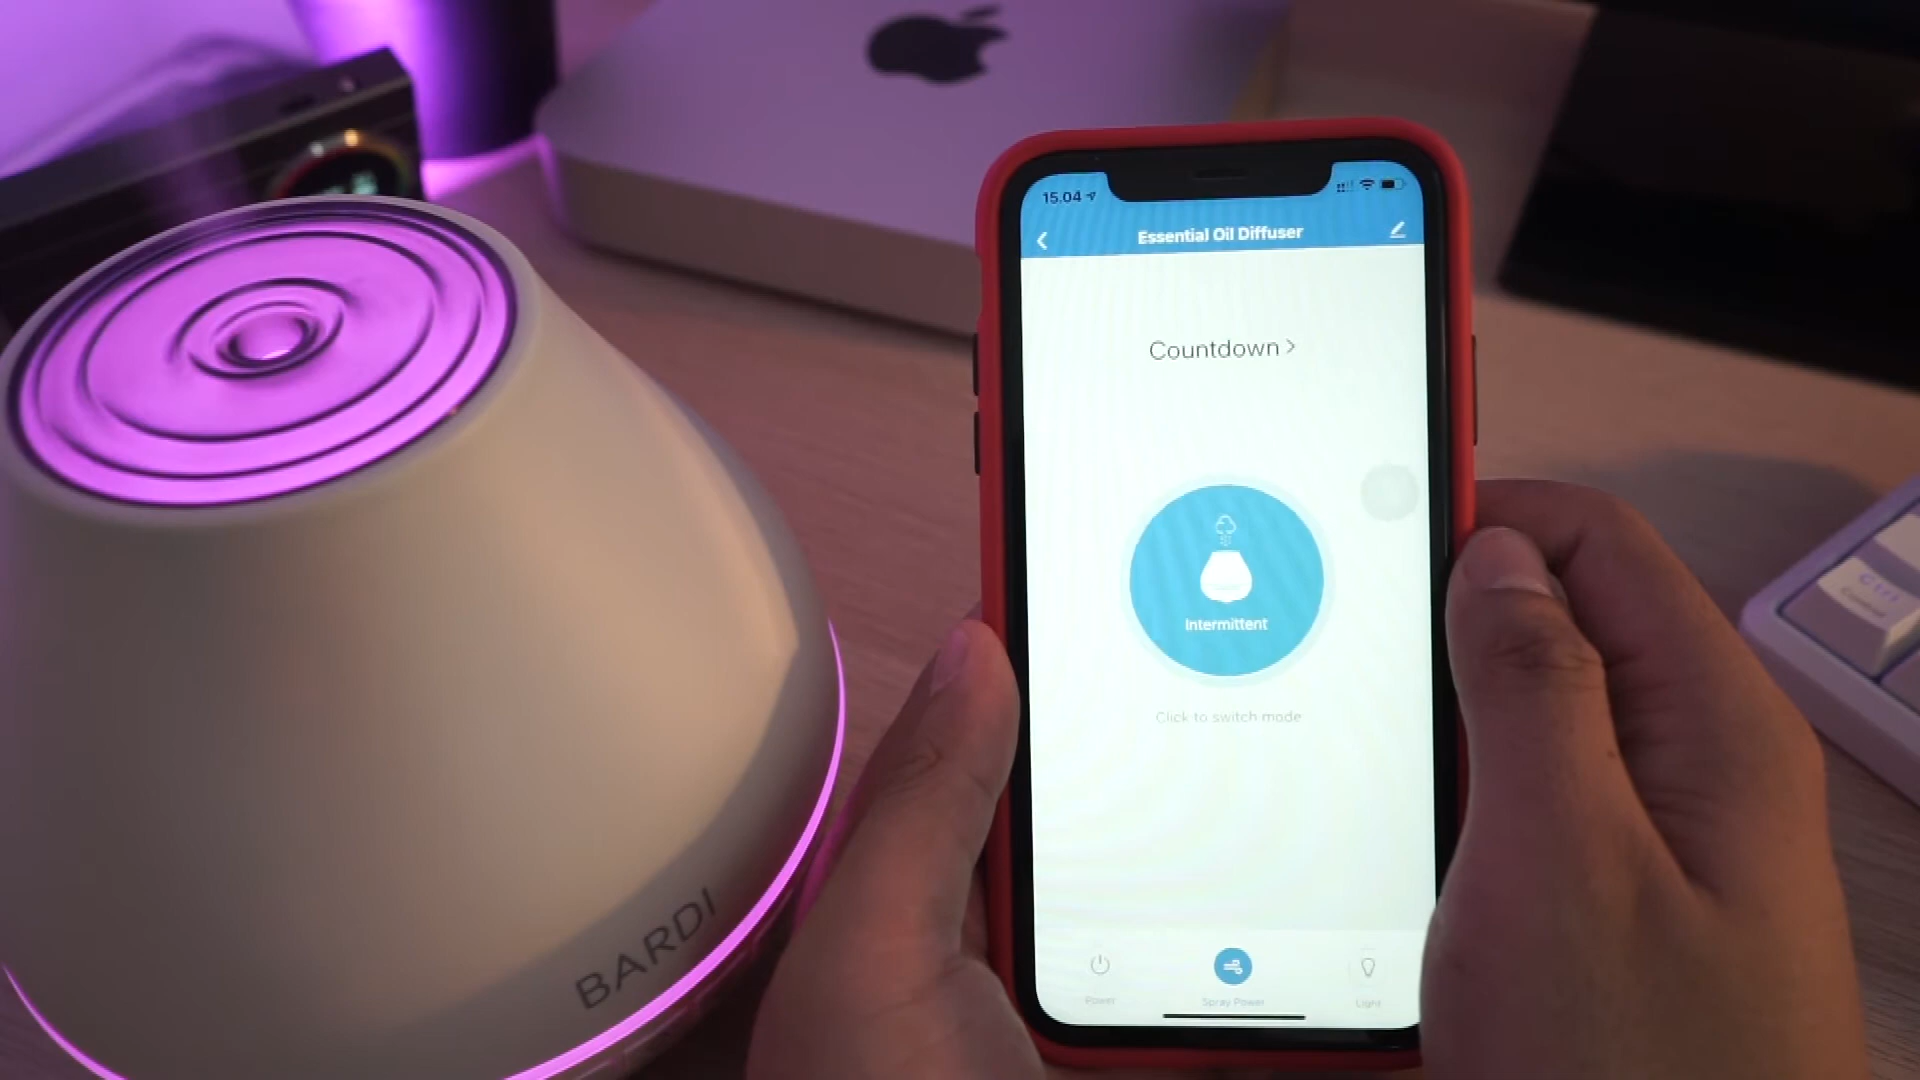 15.04
Essential Oil Diffuser
Countdown >
Intermittent
Click to switch mode
Power
Spray Power
Light
BARDI